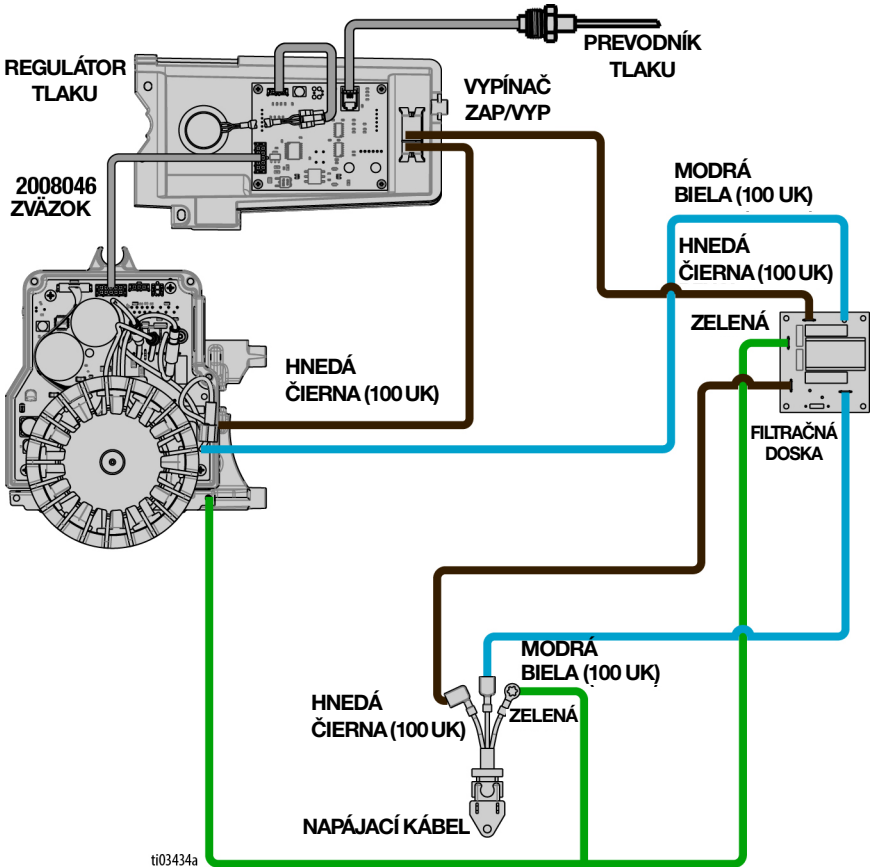 REGULÁTOR
TLAKU
PREVODNÍK
TLAKU
VYPÍNAČ
ZAP/VYP
2008046
ZVÄZOK
MODRÁ
BIELA (100 UK)
HNEDÁ
ČIERNA (100 UK)
ZELENÁ
HNEDÁ
ČIERNA (100 UK)
FILTRAČNÁ
DOSKA
MODRÁ
BIELA (100 UK)
HNEDÁ
ČIERNA (100 UK)
ZELENÁ
NAPÁJACÍ KÁBEL
ti03434a